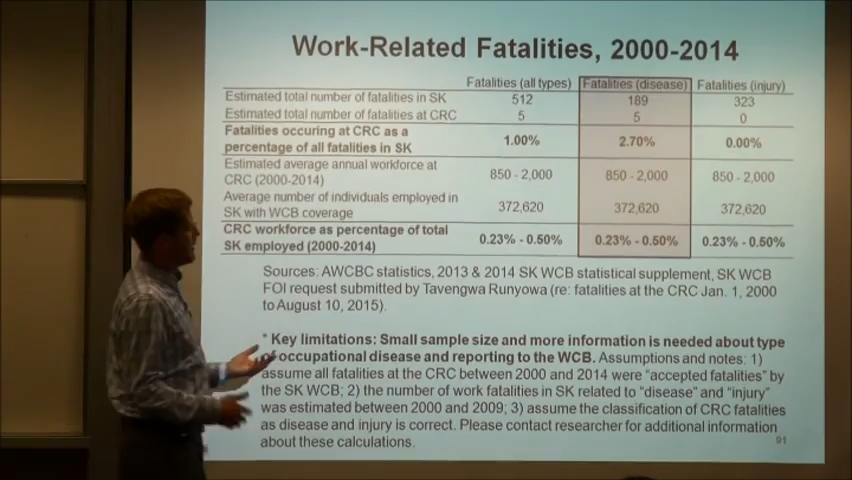 Work-Related Fatalities, 2000-2014
Fatalities (all types) Fatalities (disease) Fatalities (injury)
Estimated total number of fatalities in SK 512 189 323
Estimated total number of fatalities at CRC 5 5 0
Fatalities occuring at CRC as a
percentage of all fatalities in SK 1.00% 2.70% 0.00%
Estimated average annual workforce at
CRC (2000-2014) 850 - 2,000 850 - 2,000 850 - 2,000
Average number of individuals employed in
SK with WCB coverage 372,620 372,620 372,620
CRC workforce as percentage of total
SK employed (2000-2014) 0.23% - 0.50% 0.23% - 0.50% 0.23% - 0.50%
Sources: AWCBC statistics, 2013 & 2014 SK WCB statistical supplement, SK WCB
FOI request submitted by Tavengwa Runyowa (re: fatalities at the CRC Jan. 1, 2000
to August 10, 2015).
* Key limitations: Small sample size and more information is needed about type
of occupational disease and reporting to the WCB. Assumptions and notes: 1)
assume all fatalities at the CRC between 2000 and 2014 were “accepted fatalities” by
the SK WCB; 2) the number of work fatalities in SK related to “disease” and “injury”
was estimated between 2000 and 2009; 3) assume the classification of CRC fatalities
as disease and injury is correct. Please contact researcher for additional information
about these calculations.
91